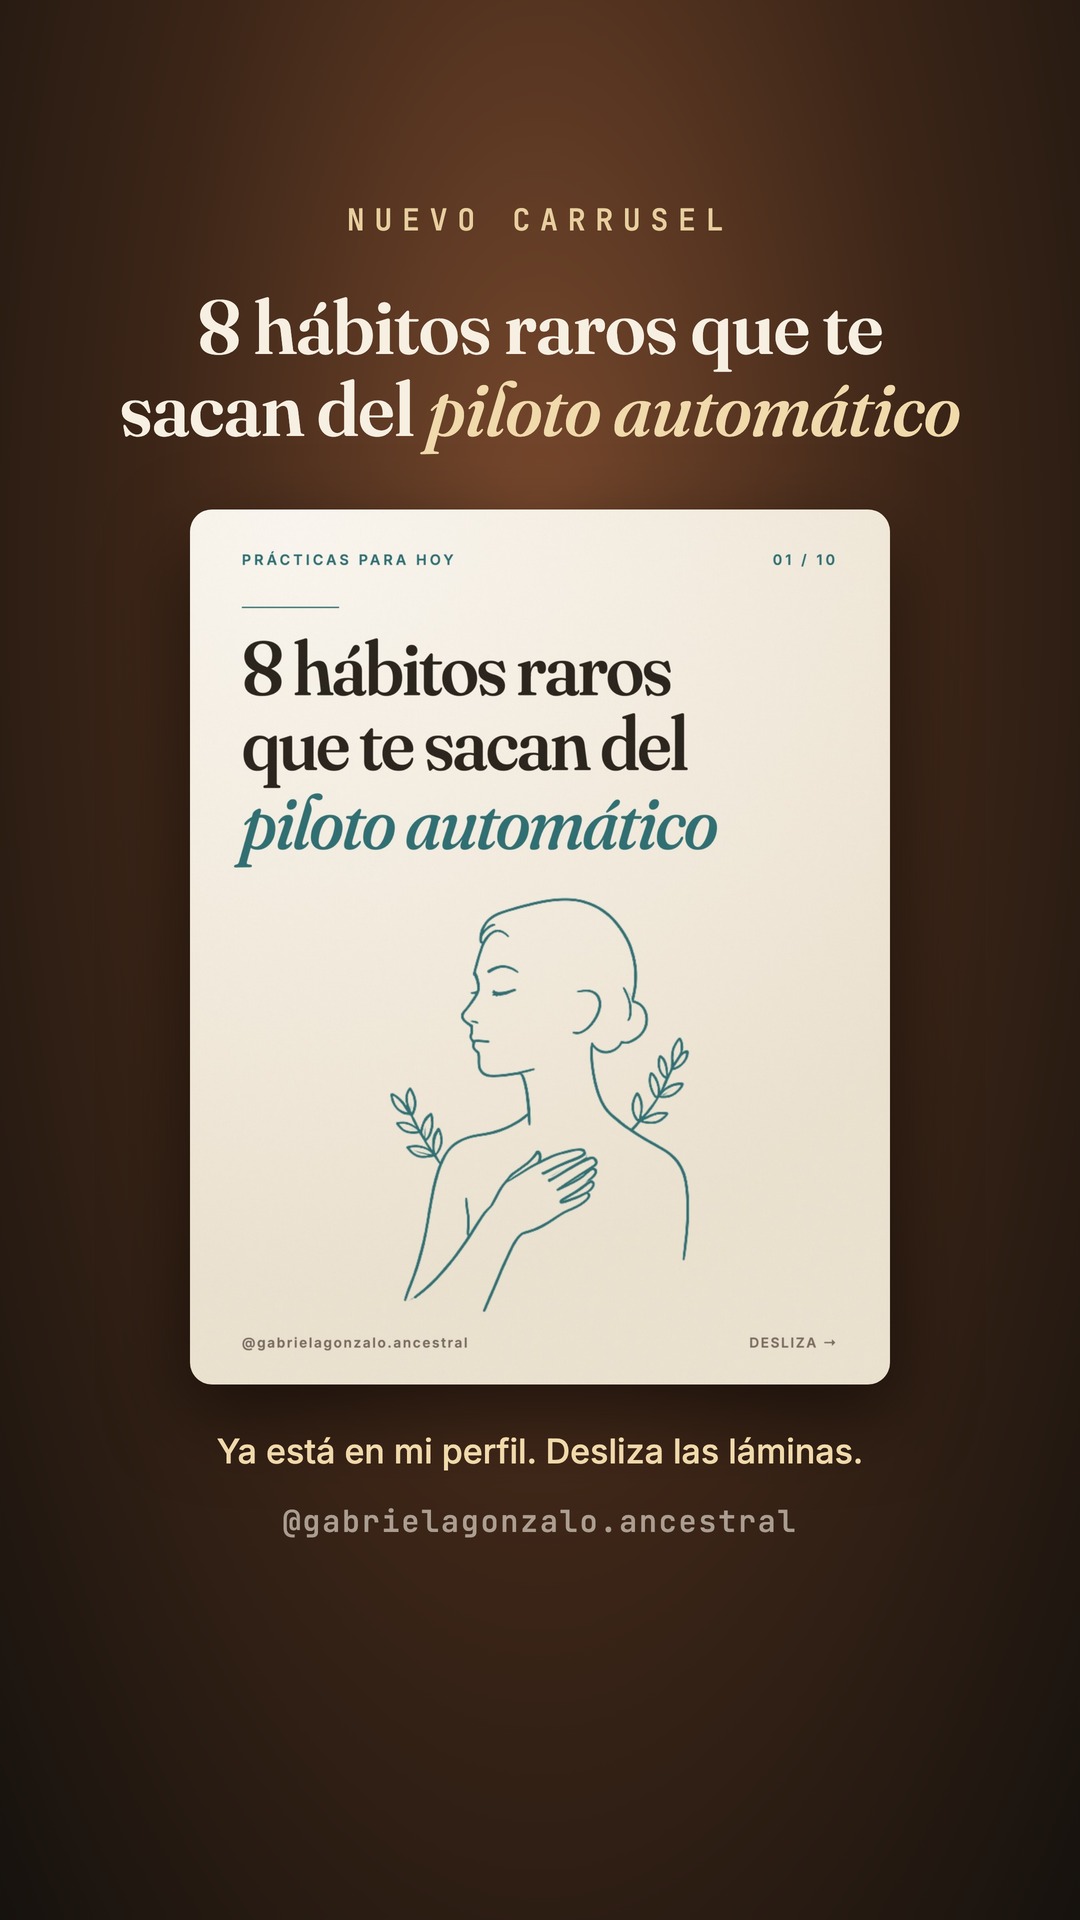 NUEVO CARRUSEL
8 hábitos raros que te
sacan del piloto automático
PRÁCTICAS PARA HOY
01 / 10
8 hábitos raros
que te sacan del
piloto automático
@gabrielagonzalo.ancestral
DESLIZA →
Ya está en mi perfil. Desliza las láminas.
@gabrielagonzalo.ancestral